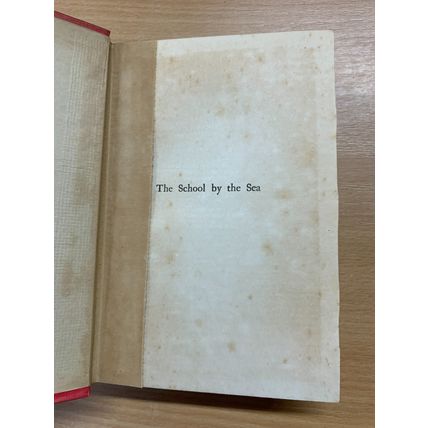 The School by the Sea